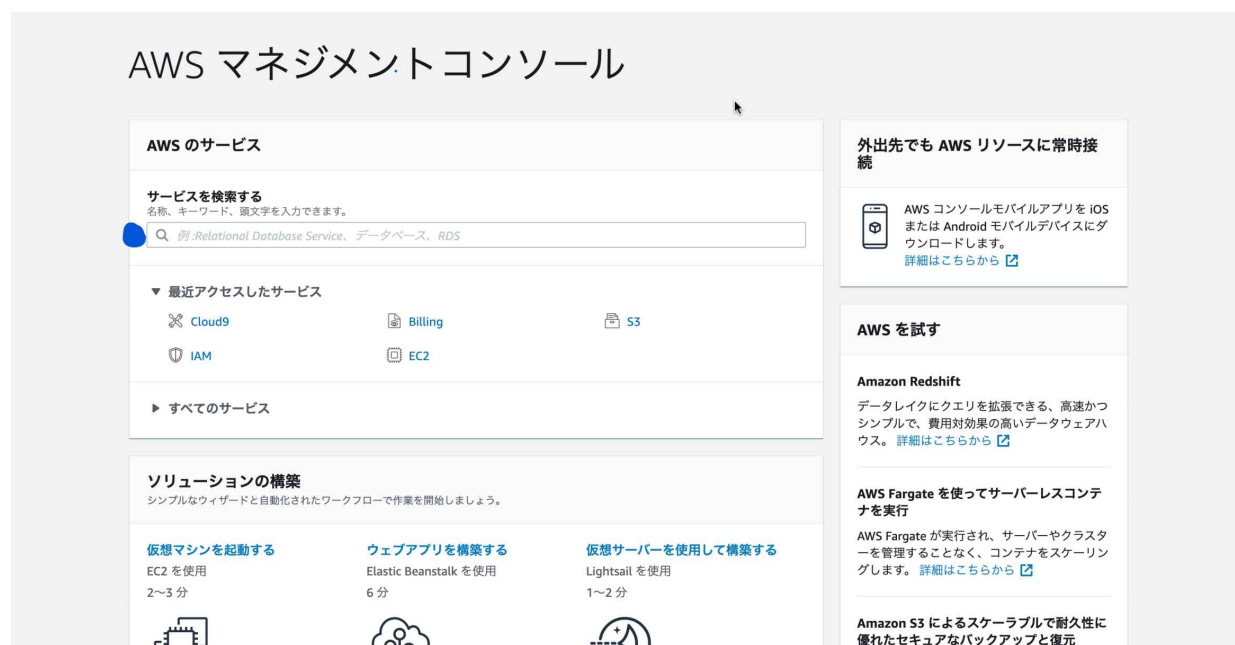 AWS マネジメントコンソール
AWS のサービス
サービスを検索する
名称、キーワード、頭文字を入力できます。
例 :Relational Database Service、データベース、RDS
最近アクセスしたサービス
Cloud9
Billing
S3
IAM
EC2
すべてのサービス
ソリューションの構築
シンプルなウィザードと自動化されたワークフローで作業を開始しましょう。
仮想マシンを起動する
EC2 を使用
2～3 分
ウェブアプリを構築する
Elastic Beanstalk を使用
6 分
仮想サーバーを使用して構築する
Lightsail を使用
1～2 分
外出先でも AWS リソースに常時接
続
AWS コンソールモバイルアプリを iOS
または Android モバイルデバイスにダ
ウンロードします。
詳細はこちらから
AWS を試す
Amazon Redshift
データレイクにクエリを拡張できる、高速かつ
シンプルで、費用対効果の高いデータウェアハ
ウス。 詳細はこちらから
AWS Fargate を使ってサーバーレスコンテ
ナを実行
AWS Fargate が実行され、サーバーやクラスタ
ーを管理することなく、コンテナをスケーリン
グします。 詳細はこちらから
Amazon S3 によるスケーラブルで耐久性に
優れたセキュアなバックアップと復元